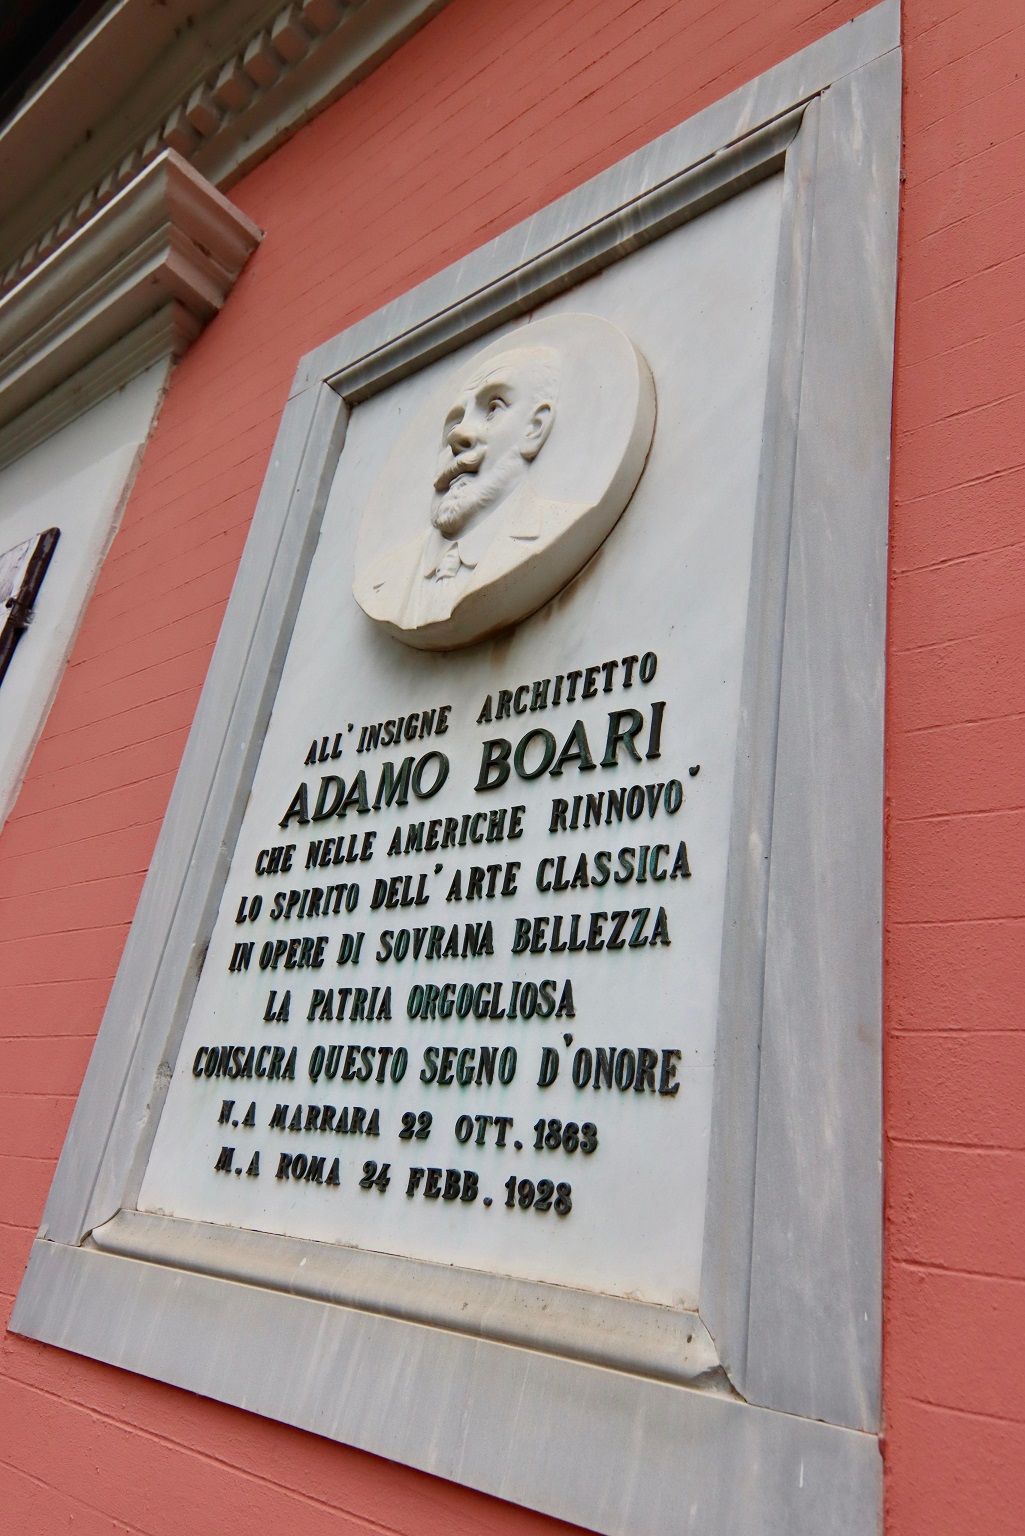 ALL'INSIGNE ARCHITETTO
ADAMO BOARI
CHE NELLE AMERICHE RINNOVO'
LO SPIRITO DELL'ARTE CLASSICA
IN OPERE DI SOVRANA BELLEZZA
LA PATRIA ORGOGLIOSA
CONSACRA QUESTO SEGNO D'ONORE
N.A MARRARA 22 OTT. 1863
M.A ROMA 24 FEBB. 1928